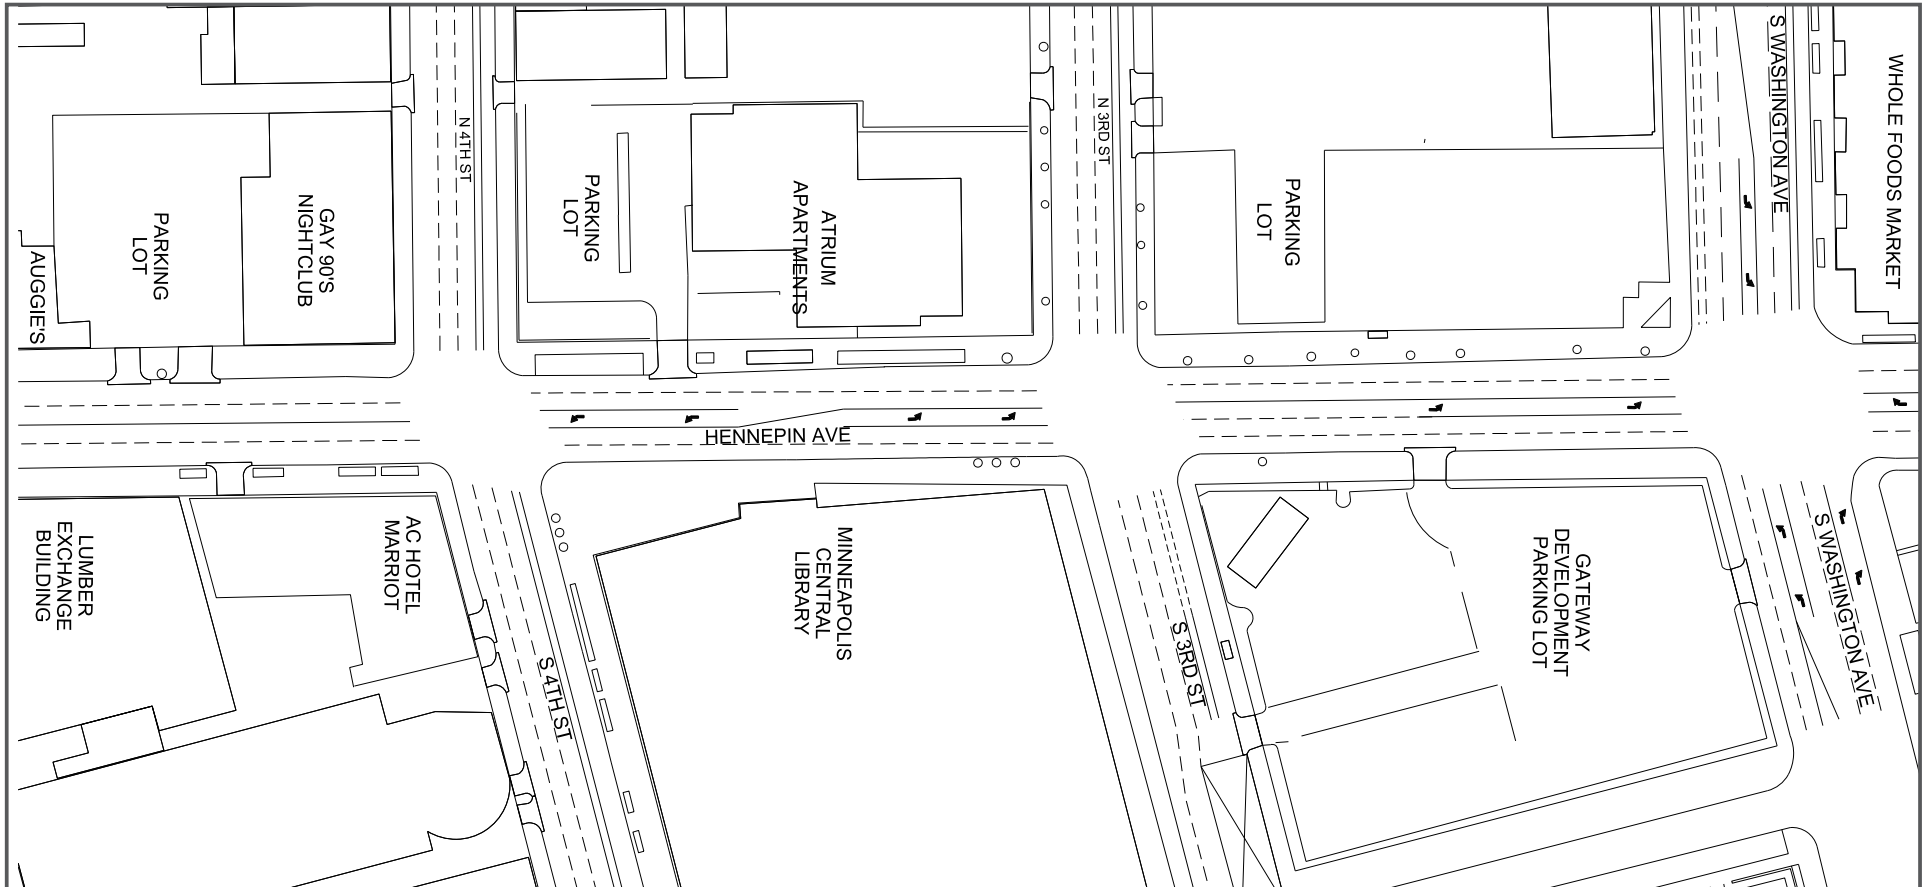 AUGGIE'S
PARKING
LOT
GAY 90'S
NIGHTCLUB
N 4TH ST
PARKING
LOT
ATRIUM
APARTMENTS
N 3RD ST
PARKING
LOT
S WASHINGTON AVE
WHOLE FOODS MARKET
HENNEPIN AVE
LUMBER
EXCHANGE
BUILDING
AC HOTEL
MARRIOT
S 4TH ST
MINNEAPOLIS
CENTRAL
LIBRARY
S 3RD ST
GATEWAY
DEVELOPMENT
PARKING LOT
S WASHINGTON AVE